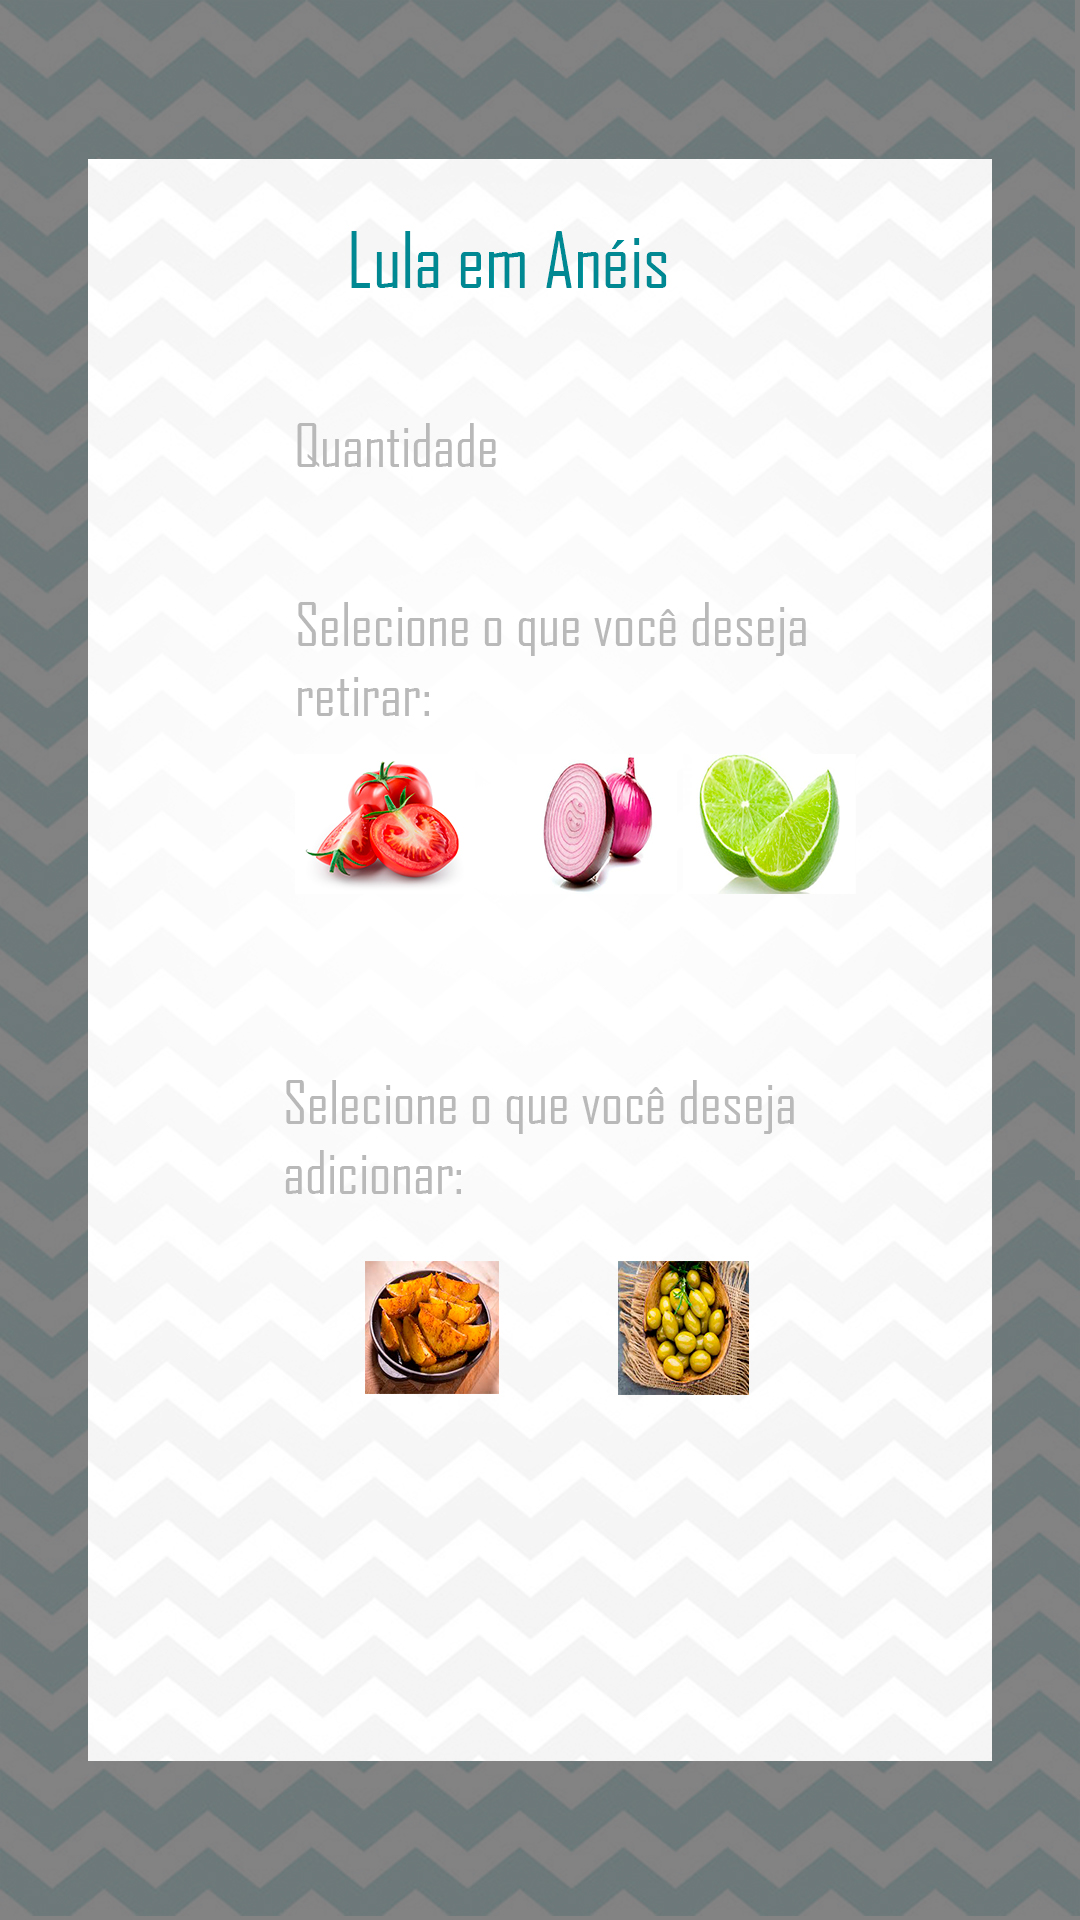 Lula em Anéis
Quantidade
Selecione o que você deseja
retirar:
Selecione o que você deseja
adicionar: